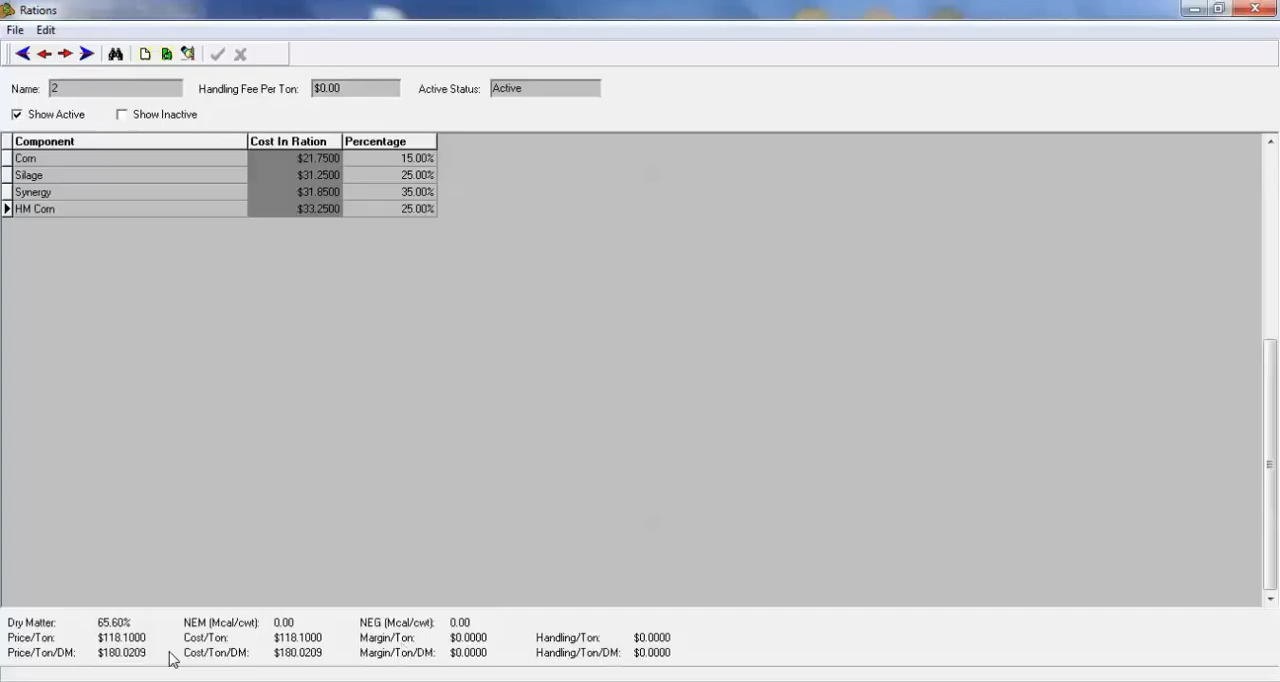 Rations
File Edit
Name: 2 Handling Fee Per Ton: $0.00 Active Status: Active
Show Active Show Inactive
Component Cost In Ration Percentage
Corn $21.7500 15.00%
Silage $31.2500 25.00%
Synergy $31.8500 35.00%
HM Corn $33.2500 25.00%
Dry Matter: 65.60% NEM (Mcal/cwt): 0.00 NEG (Mcal/cwt): 0.00
Price/Ton: $118.1000 Cost/Ton: $118.1000 Margin/Ton: $0.0000 Handling/Ton: $0.0000
Price/Ton/DM: $180.0209 Cost/Ton/DM: $180.0209 Margin/Ton/DM: $0.0000 Handling/Ton/DM: $0.0000